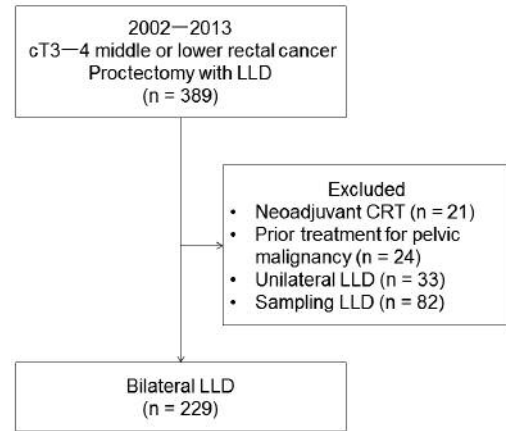 2002—2013
cT3—4 middle or lower rectal cancer
Proctectomy with LLD
(n = 389)
Excluded
• Neoadjuvant CRT (n = 21)
• Prior treatment for pelvic
malignancy (n = 24)
• Unilateral LLD (n = 33)
• Sampling LLD (n = 82)
Bilateral LLD
(n = 229)